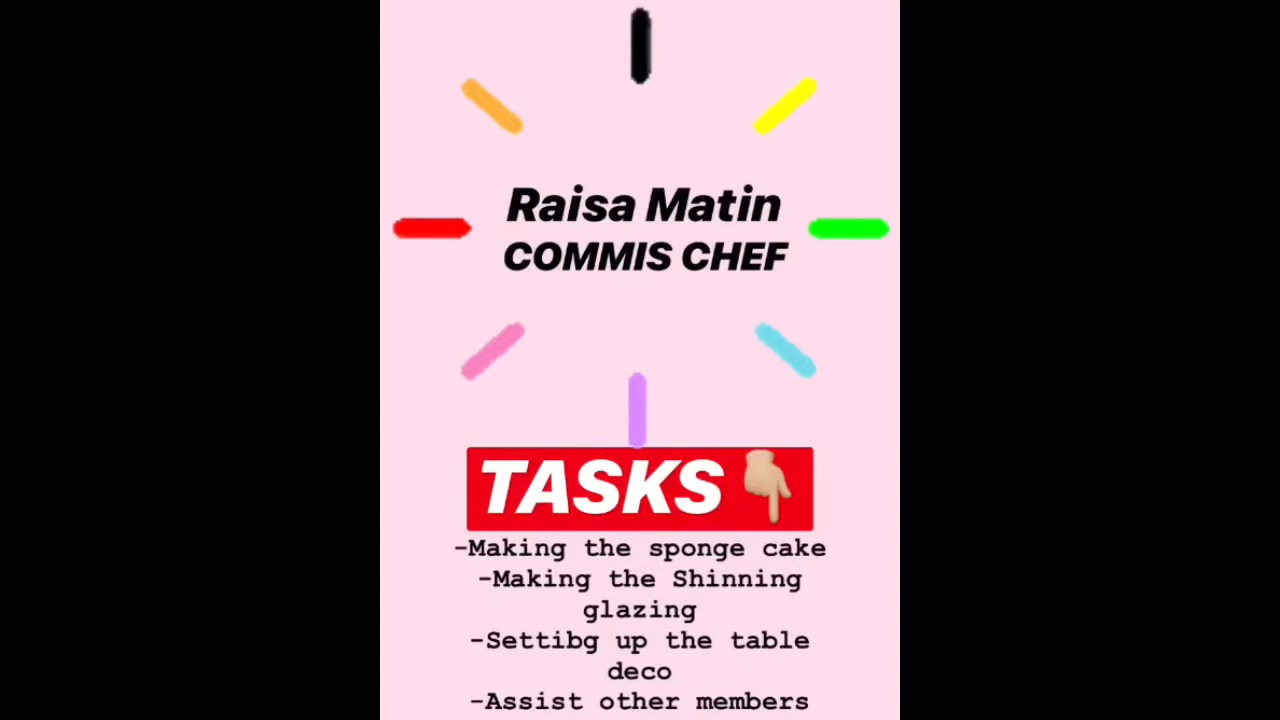 Raisa Matin
COMMIS CHEF
TASKS👇🏼
-Making the sponge cake
-Making the Shinning
glazing
-Settibg up the table
deco
-Assist other members